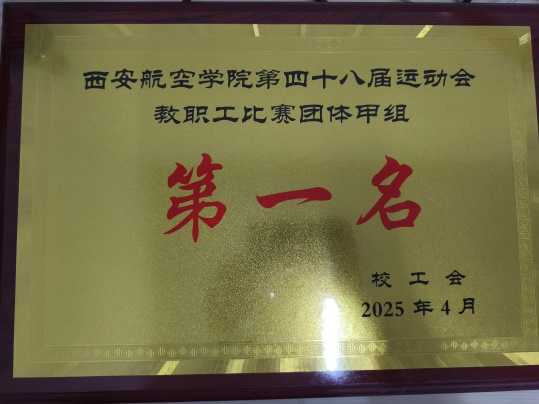 西安航空学院第四十八届运动会
教职工比赛团体甲组
第一名
校工会
2025年4月